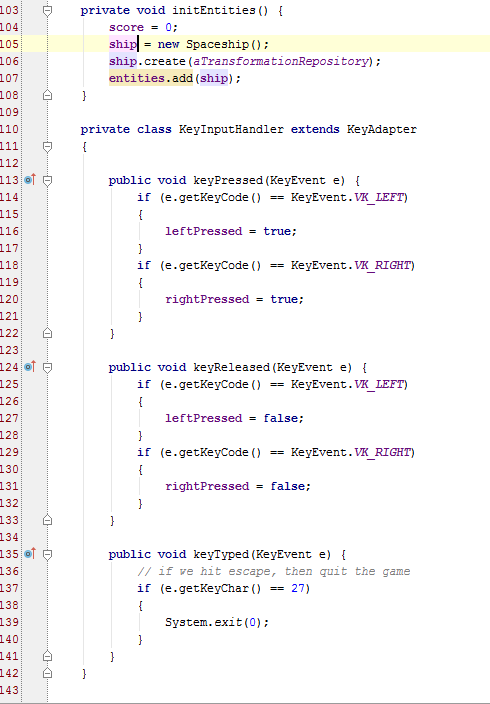 103     private void initEntities() {
104         score = 0;
105         ship = new Spaceship();
106         ship.create(aTransformationRepository);
107         entities.add(ship);
108     }
109
110     private class KeyInputHandler extends KeyAdapter
111     {
112
113         public void keyPressed(KeyEvent e) {
114             if (e.getKeyCode() == KeyEvent.VK_LEFT)
115             {
116                 leftPressed = true;
117             }
118             if (e.getKeyCode() == KeyEvent.VK_RIGHT)
119             {
120                 rightPressed = true;
121             }
122         }
123
124         public void keyReleased(KeyEvent e) {
125             if (e.getKeyCode() == KeyEvent.VK_LEFT)
126             {
127                 leftPressed = false;
128             }
129             if (e.getKeyCode() == KeyEvent.VK_RIGHT)
130             {
131                 rightPressed = false;
132             }
133         }
134
135         public void keyTyped(KeyEvent e) {
136             // if we hit escape, then quit the game
137             if (e.getKeyChar() == 27)
138             {
139                 System.exit(0);
140             }
141         }
142     }
143